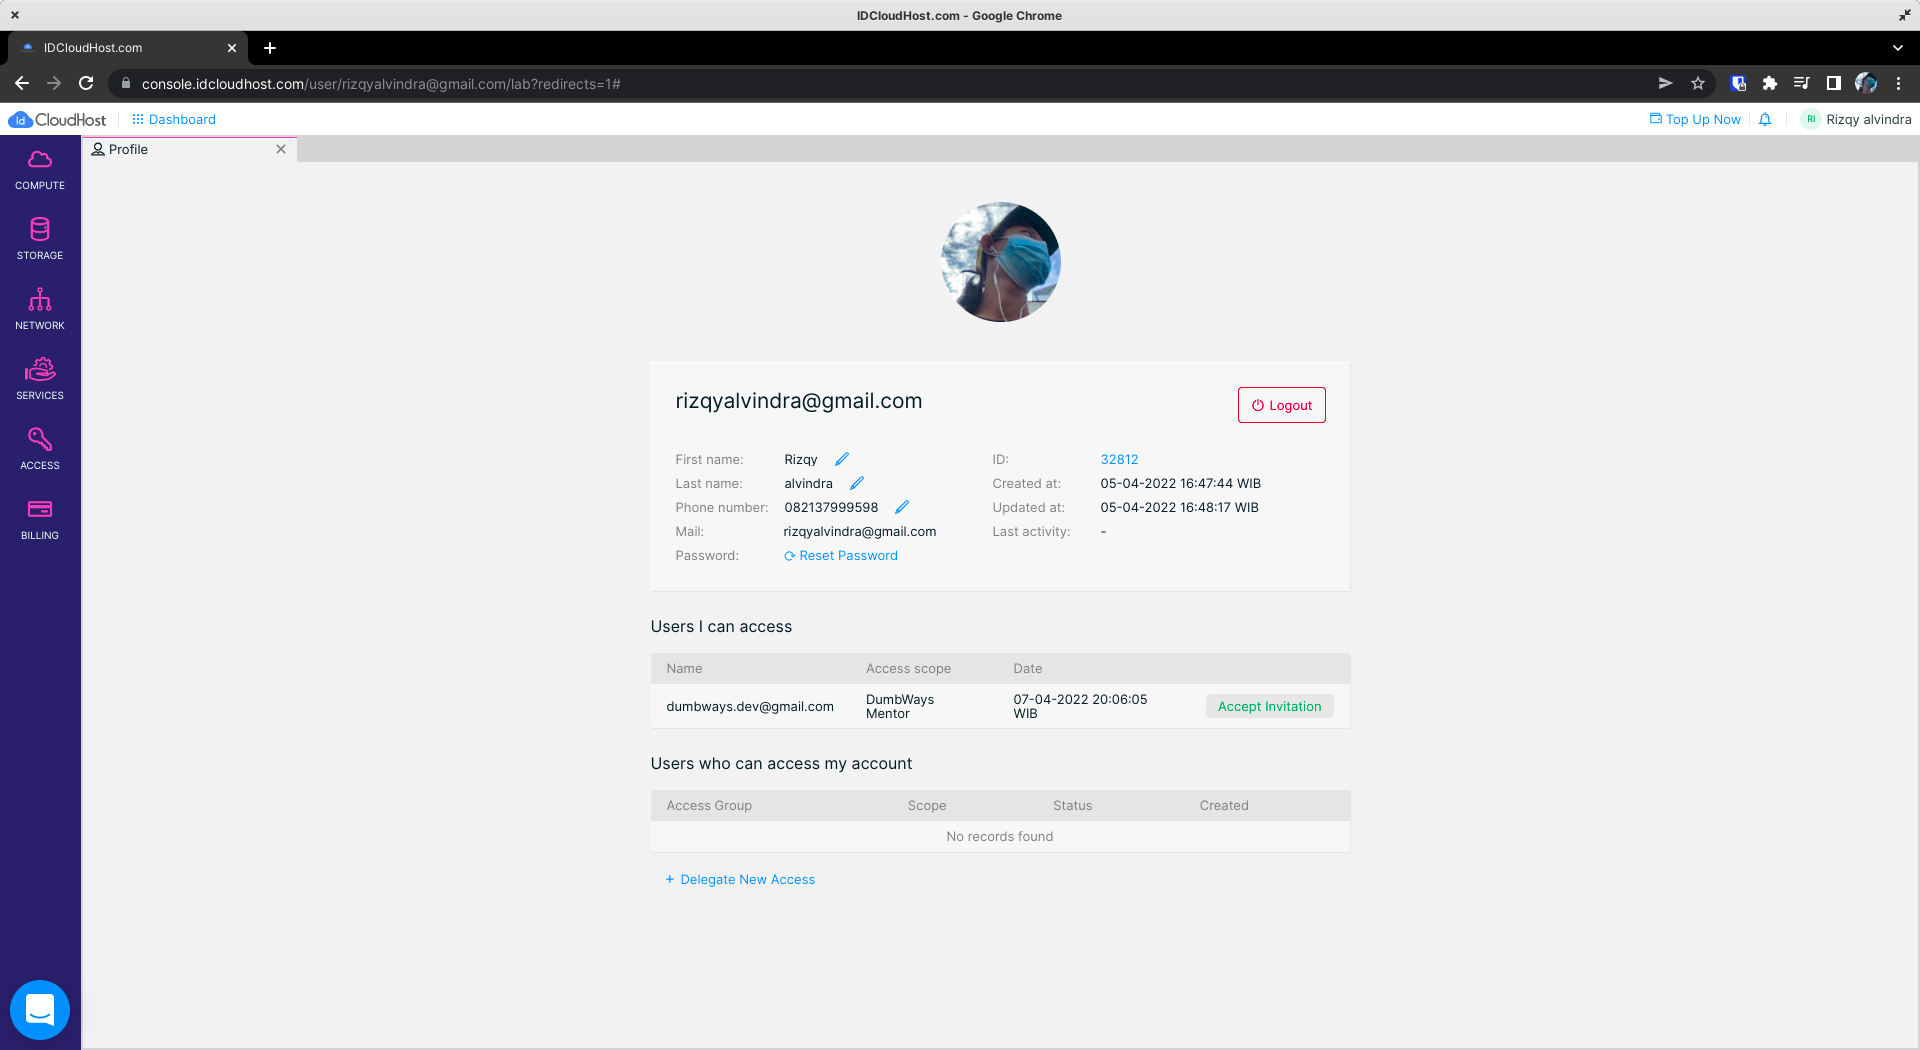 IDCloudHost.com - Google Chrome
IDCloudHost.com
console.idcloudhost.com/user/rizqyalvindra@gmail.com/lab?redirects=1#
Id CloudHost
Dashboard
Top Up Now
RI
Rizqy alvindra
Profile
COMPUTE
STORAGE
NETWORK
SERVICES
ACCESS
BILLING
rizqyalvindra@gmail.com
Logout
First name: Rizqy
Last name: alvindra
Phone number: 082137999598
Mail: rizqyalvindra@gmail.com
Password: Reset Password
ID: 32812
Created at: 05-04-2022 16:47:44 WIB
Updated at: 05-04-2022 16:48:17 WIB
Last activity: -
Users I can access
Name Access scope Date
dumbways.dev@gmail.com
DumbWays
Mentor
07-04-2022 20:06:05
WIB
Accept Invitation
Users who can access my account
Access Group Scope Status Created
No records found
+ Delegate New Access